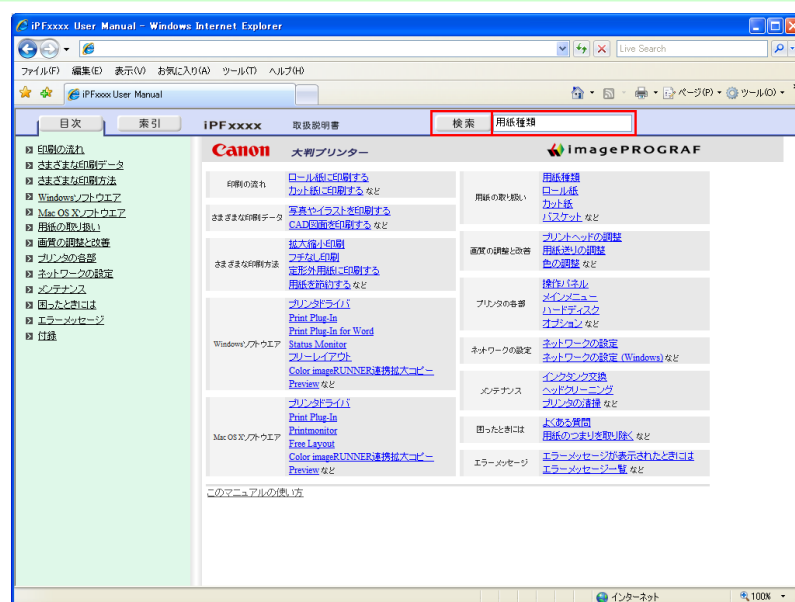 iPFxxxx User Manual - Windows Internet Explorer
Live Search
ファイル(F) 編集(E) 表示(V) お気に入り(A) ツール(T) ヘルプ(H)
iPFxxxx User Manual
ページ(P) ツール(O)
目次 索引 iPFxxxx 取扱説明書 検索 用紙種類
印刷の流れ
さまざまな印刷データ
さまざまな印刷方法
Windowsソフトウエア
Mac OS Xソフトウエア
用紙の取り扱い
画質の調整と改善
プリンタの各部
ネットワークの設定
メンテナンス
困ったときには
エラーメッセージ
付録
Canon 大判プリンター imagePROGRAF
印刷の流れ
ロール紙に印刷する
カット紙に印刷する など
さまざまな印刷データ
写真やイラストを印刷する
CAD図面を印刷する など
さまざまな印刷方法
拡大縮小印刷
フチなし印刷
定形外用紙に印刷する
用紙を節約する など
Windowsソフトウエア
プリンタドライバ
Print Plug-In
Print Plug-In for Word
Status Monitor
フリーレイアウト
Color imageRUNNER連携拡大コピー
Preview など
Mac OS Xソフトウエア
プリンタドライバ
Print Plug-In
Printmonitor
Free Layout
Color imageRUNNER連携拡大コピー
Preview など
用紙の取り扱い
用紙種類
ロール紙
カット紙
バスケット など
画質の調整と改善
プリントヘッドの調整
用紙送りの調整
色の調整 など
プリンタの各部
操作パネル
メインメニュー
ハードディスク
オプション など
ネットワークの設定
ネットワークの設定
ネットワークの設定 (Windows) など
メンテナンス
インクタンク交換
ヘッドクリーニング
プリンタの清掃 など
困ったときには
よくある質問
用紙のつまりを取り除く など
エラーメッセージ
エラーメッセージが表示されたときには
エラーメッセージ一覧 など
このマニュアルの使い方
インターネット 100%